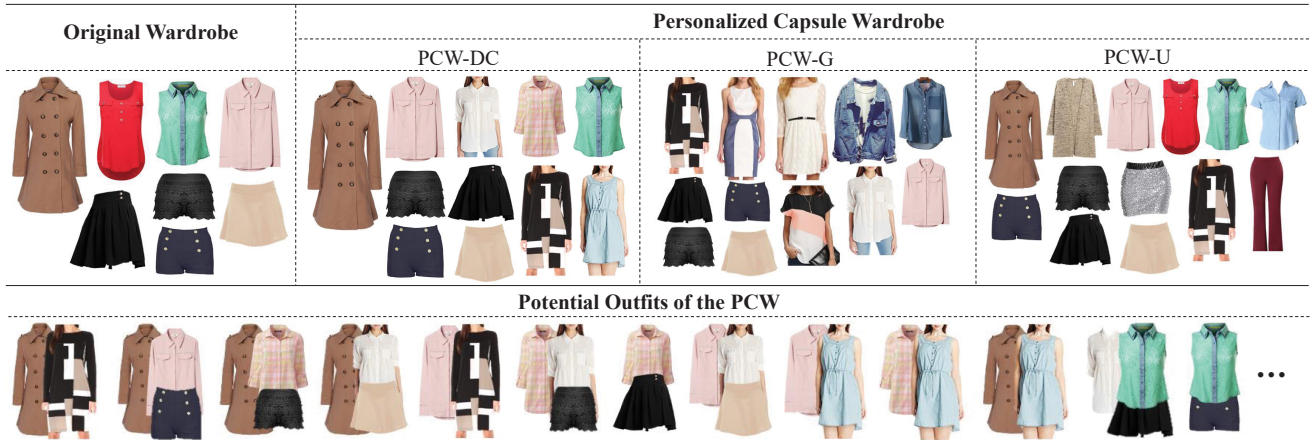 Original Wardrobe
Personalized Capsule Wardrobe
PCW-DC
PCW-G
PCW-U
Potential Outfits of the PCW
...